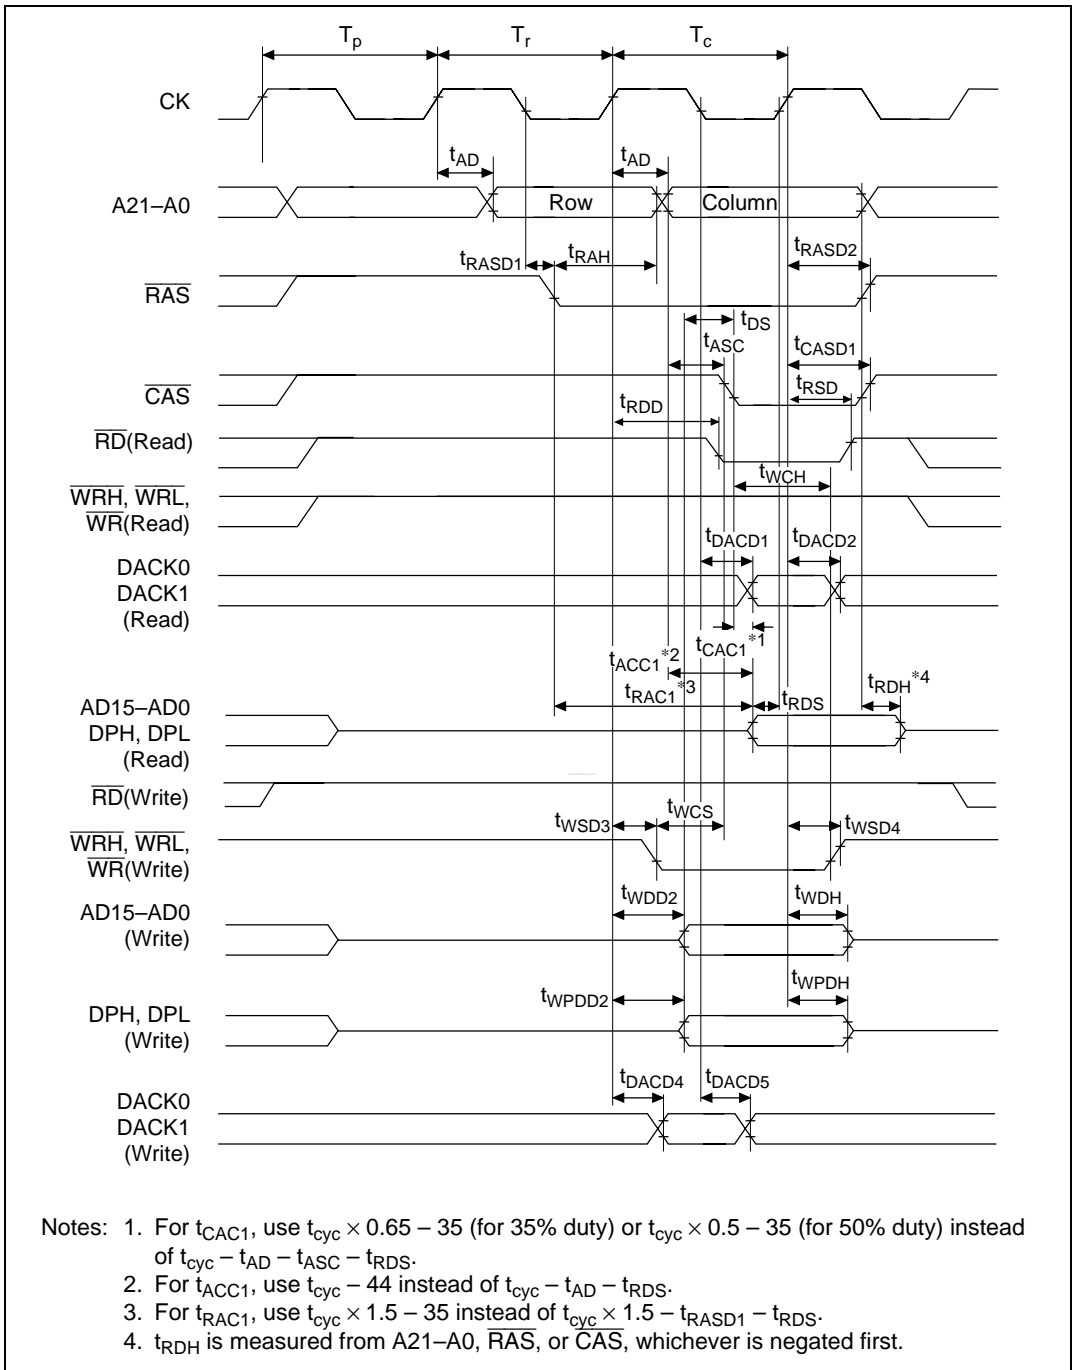 Tp Tr Tc
CK
tAD tAD
A21–A0 Row Column
tRASD1 tRAH tRASD2
RAS
tDS
tASC tCASD1
CAS
tRDD tRSD
RD(Read)
tWCH
WRH, WRL,
WR(Read)
tDACD1 tDACD2
DACK0
DACK1
(Read)
tCAC1*1
tACC1*2
tRAC1*3 tRDS tRDH*4
AD15–AD0
DPH, DPL
(Read)
RD(Write)
tWSD3 tWCS tWSD4
WRH, WRL,
WR(Write)
tWDD2 tWDH
AD15–AD0
(Write)
tWPDD2 tWPDH
DPH, DPL
(Write)
tDACD4 tDACD5
DACK0
DACK1
(Write)
Notes: 1. For tCAC1, use tcyc × 0.65 – 35 (for 35% duty) or tcyc × 0.5 – 35 (for 50% duty) instead
of tcyc – tAD – tASC – tRDS.
2. For tACC1, use tcyc – 44 instead of tcyc – tAD – tRDS.
3. For tRAC1, use tcyc × 1.5 – 35 instead of tcyc × 1.5 – tRASD1 – tRDS.
4. tRDH is measured from A21–A0, RAS, or CAS, whichever is negated first.